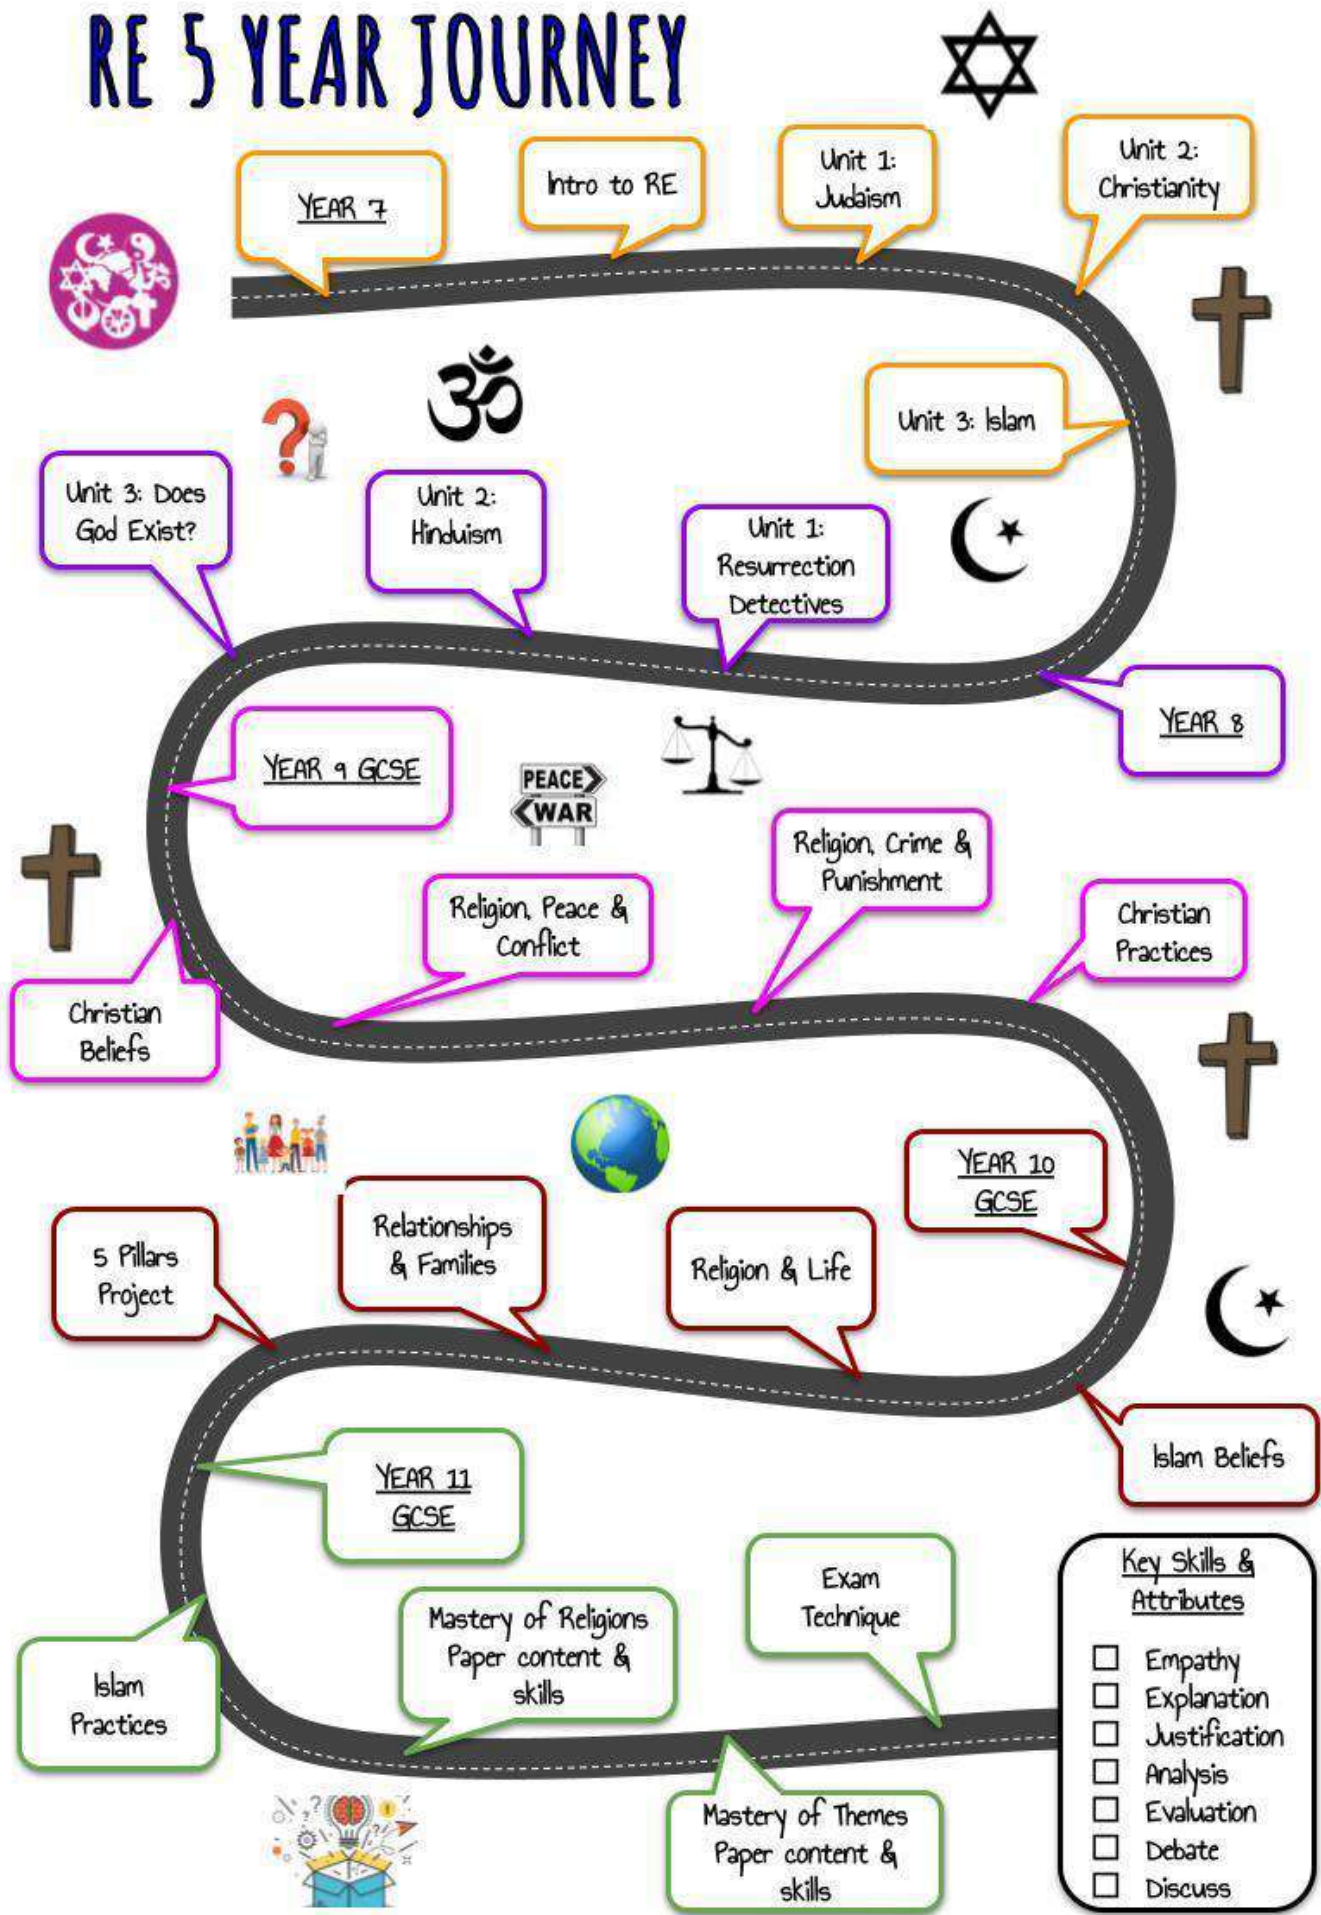 RE 5 YEAR JOURNEY
YEAR 7
Intro to RE
Unit 1:
Judaism
Unit 2:
Christianity
Unit 3: Islam
YEAR 8
Unit 1:
Resurrection
Detectives
Unit 2:
Hinduism
Unit 3: Does
God Exist?
YEAR 9 GCSE
PEACE
WAR
Christian
Beliefs
Religion, Peace &
Conflict
Religion, Crime &
Punishment
Christian
Practices
YEAR 10
GCSE
Islam Beliefs
Religion & Life
Relationships
& Families
5 Pillars
Project
YEAR 11
GCSE
Islam
Practices
Mastery of Religions
Paper content &
skills
Mastery of Themes
Paper content &
skills
Exam
Technique
Key Skills &
Attributes
Empathy
Explanation
Justification
Analysis
Evaluation
Debate
Discuss